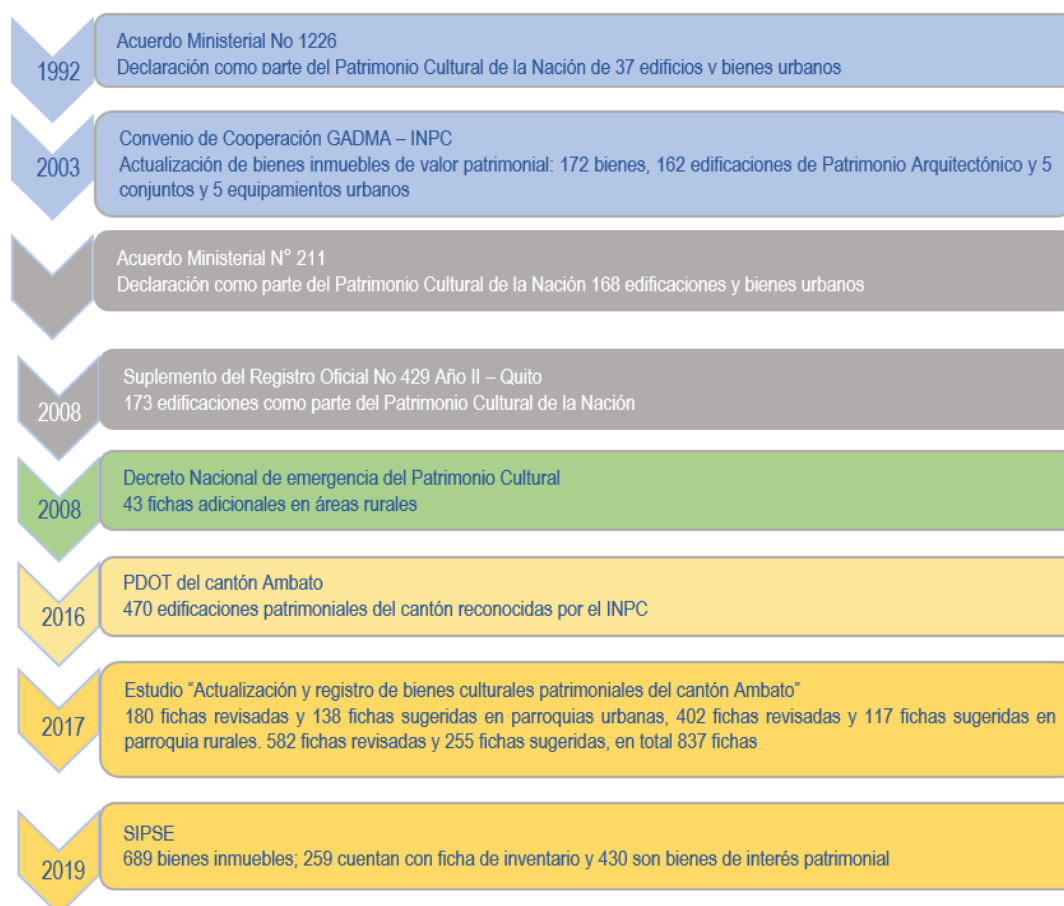 Acuerdo Ministerial No 1226
1992
Declaración como parte del Patrimonio Cultural de la Nación de 37 edificios y bienes urbanos
Convenio de Cooperación GADMA – INPC
2003
Actualización de bienes inmuebles de valor patrimonial: 172 bienes, 162 edificaciones de Patrimonio Arquitectónico y 5
conjuntos y 5 equipamientos urbanos
Acuerdo Ministerial N° 211
Declaración como parte del Patrimonio Cultural de la Nación 168 edificaciones y bienes urbanos
Suplemento del Registro Oficial No 429 Año II – Quito
2008
173 edificaciones como parte del Patrimonio Cultural de la Nación
Decreto Nacional de emergencia del Patrimonio Cultural
2008
43 fichas adicionales en áreas rurales
PDOT del cantón Ambato
2016
470 edificaciones patrimoniales del cantón reconocidas por el INPC
Estudio “Actualización y registro de bienes culturales patrimoniales del cantón Ambato”
2017
180 fichas revisadas y 138 fichas sugeridas en parroquias urbanas, 402 fichas revisadas y 117 fichas sugeridas en
parroquia rurales. 582 fichas revisadas y 255 fichas sugeridas, en total 837 fichas
SIPSE
2019
689 bienes inmuebles; 259 cuentan con ficha de inventario y 430 son bienes de interés patrimonial